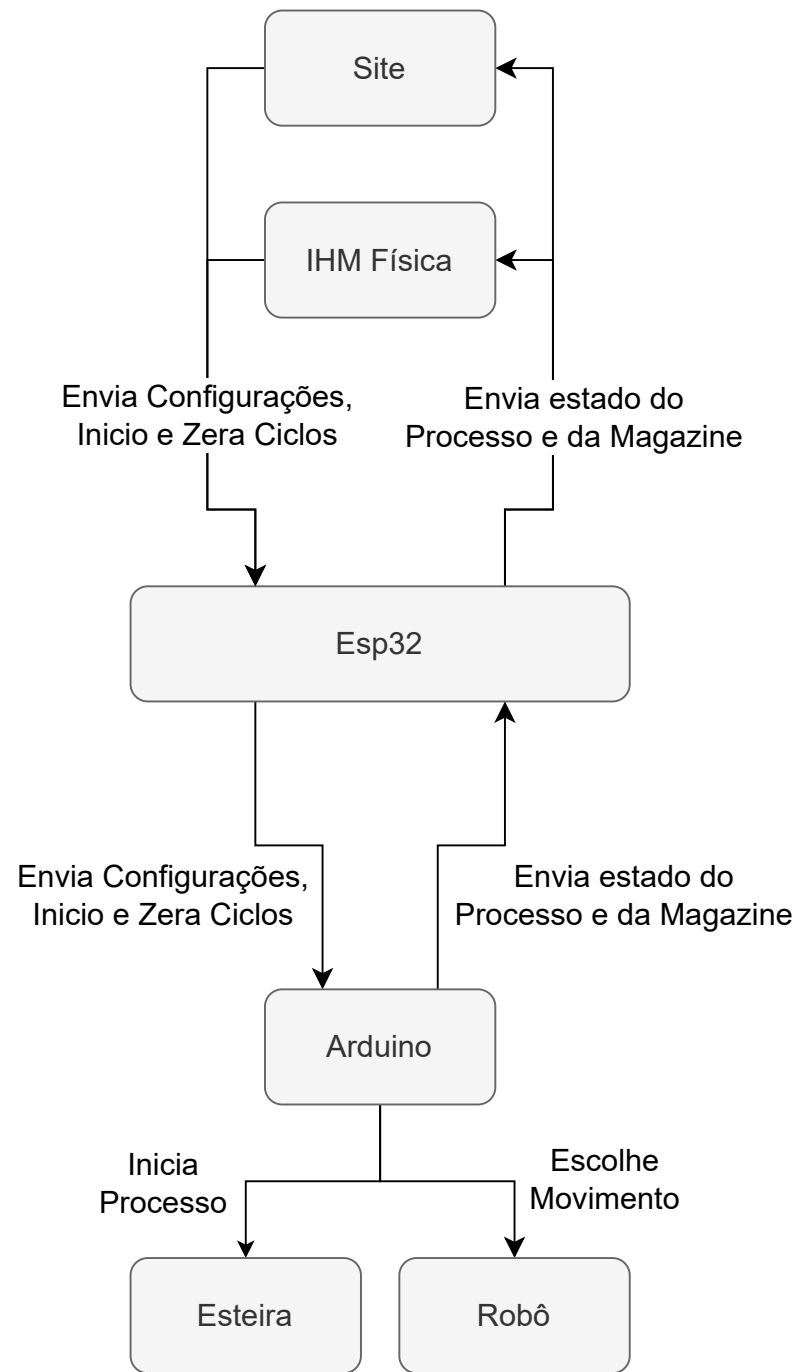 Site
IHM Física
Envia Configurações,
Inicio e Zera Ciclos
Envia estado do
Processo e da Magazine
Esp32
Envia Configurações,
Inicio e Zera Ciclos
Envia estado do
Processo e da Magazine
Arduino
Inicia
Processo
Escolhe
Movimento
Esteira
Robô